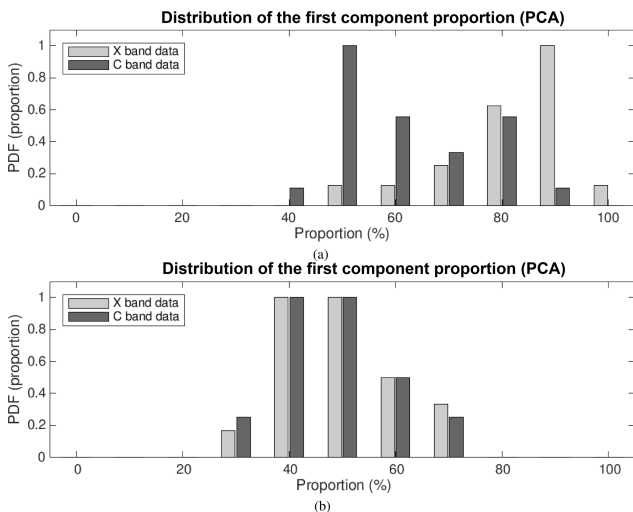 Distribution of the first component proportion (PCA)
1
0.8
0.6
0.4
0.2
0
PDF (proportion)
X band data
C band data
0 20 40 60 80 100
Proportion (%)
(a)
Distribution of the first component proportion (PCA)
1
0.8
0.6
0.4
0.2
0
PDF (proportion)
X band data
C band data
0 20 40 60 80 100
Proportion (%)
(b)